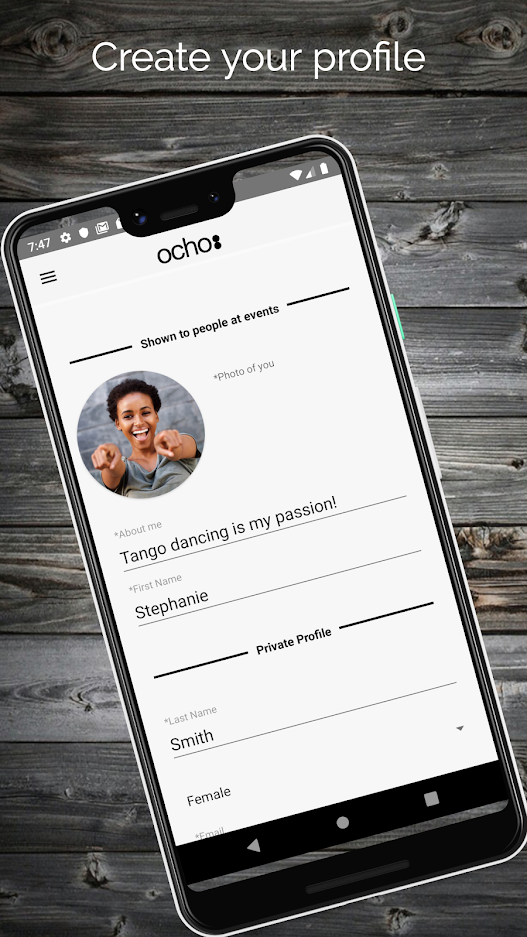 Create your profile
7:47
ocho:
Shown to people at events
*Photo of you
*About me
Tango dancing is my passion!
*First Name
Stephanie
Private Profile
*Last Name
Smith
Female
*Email